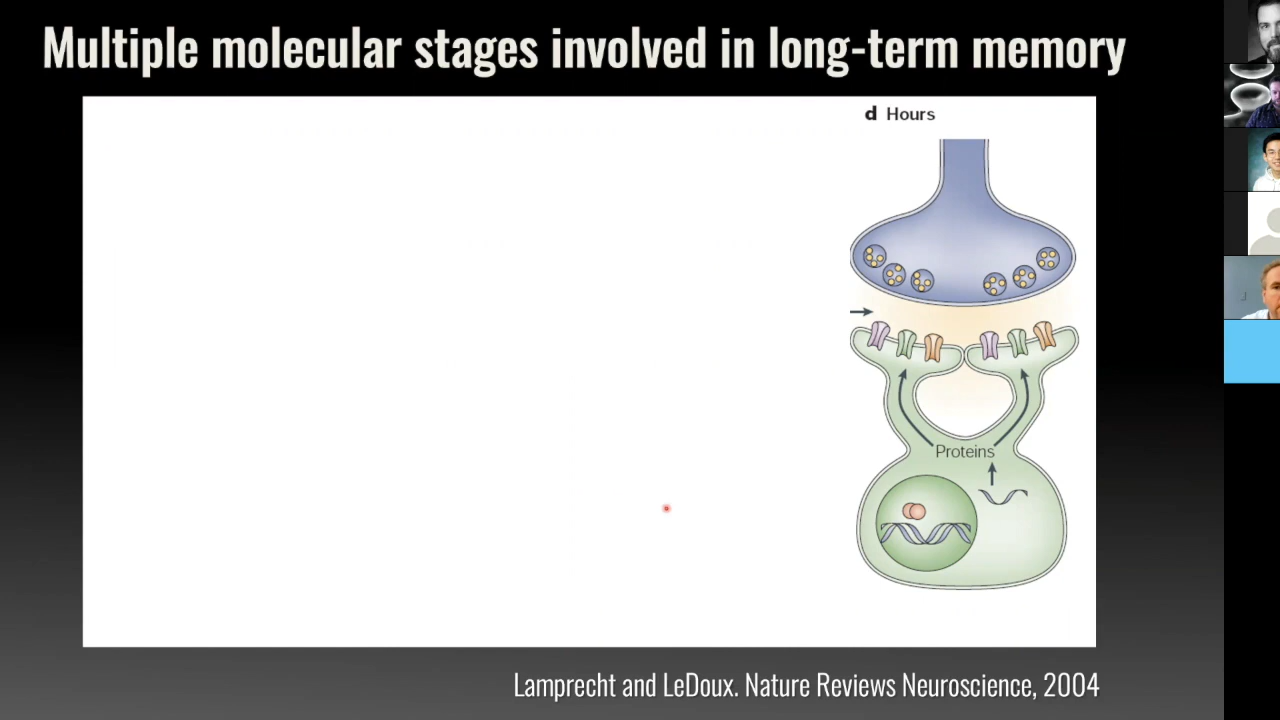 Multiple molecular stages involved in long-term memory
d Hours
Proteins
Lamprecht and LeDoux. Nature Reviews Neuroscience, 2004